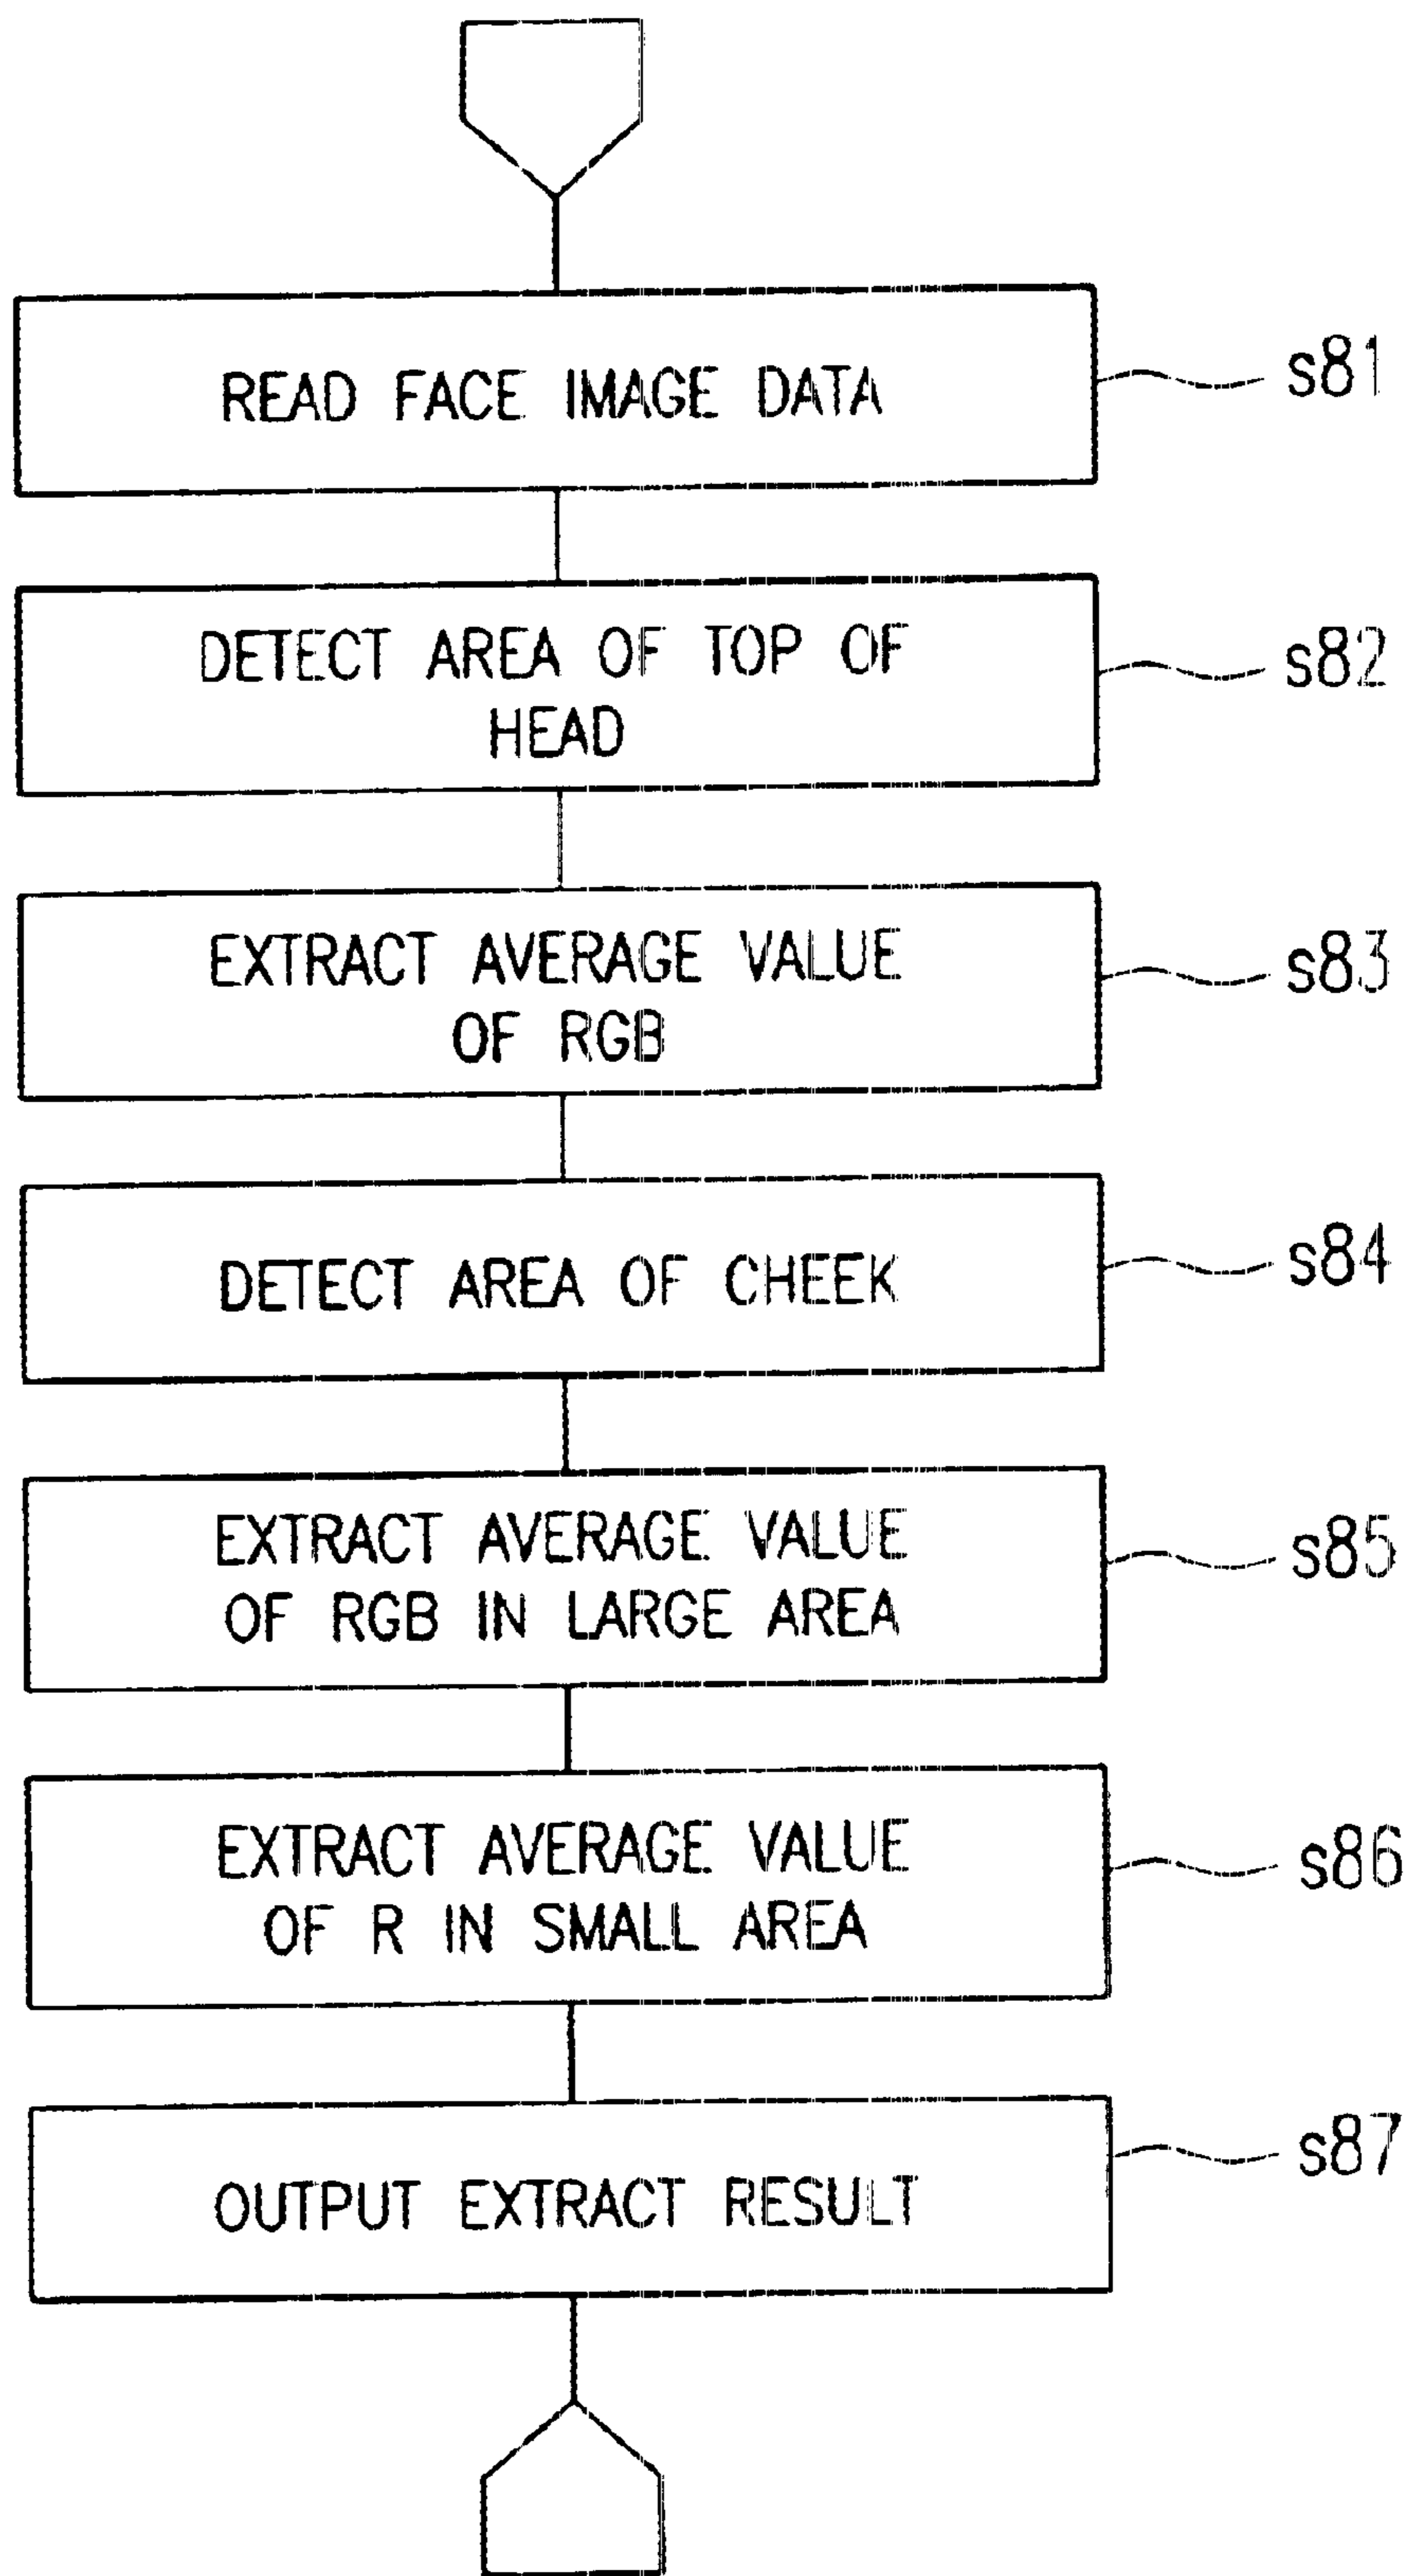 READ FACE IMAGE DATA
s81
DETECT AREA OF TOP OF
HEAD
s82
EXTRACT AVERAGE VALUE
OF RGB
s83
DETECT AREA OF CHEEK
s84
EXTRACT AVERAGE VALUE
OF RGB IN LARGE AREA
s85
EXTRACT AVERAGE VALUE
OF R IN SMALL AREA
s86
OUTPUT EXTRACT RESULT
s87